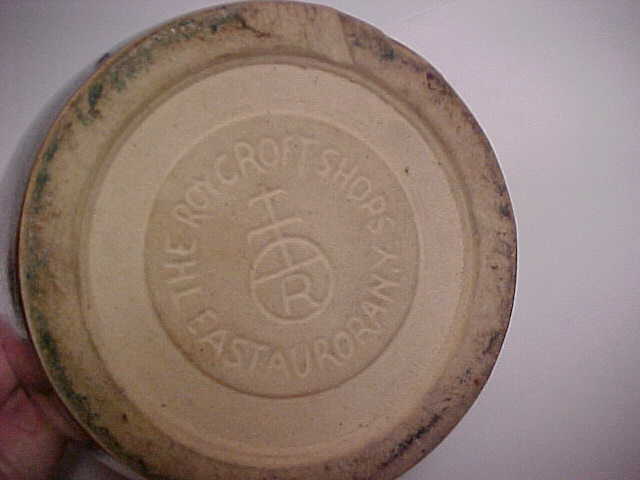 THE ROYCROFT SHOPS
R
EAST AURORA N.Y.